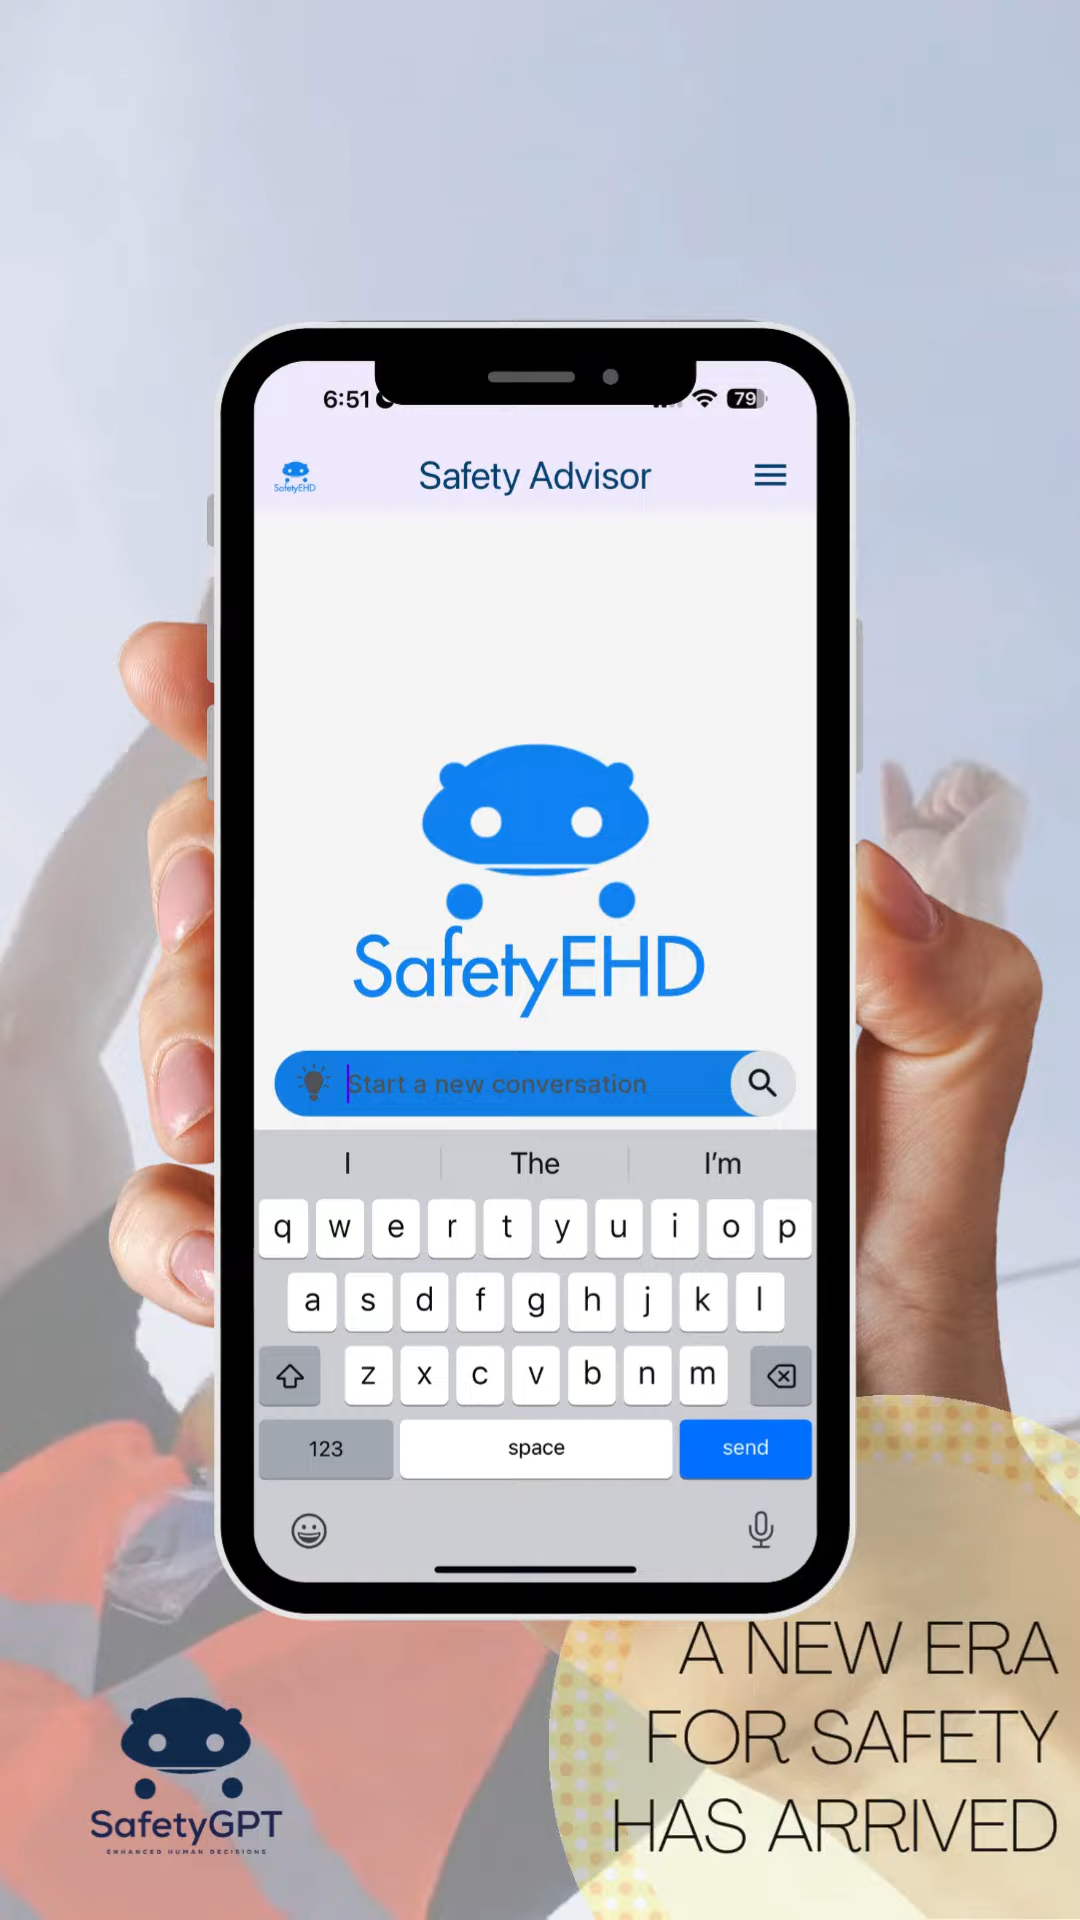 6:51
79
SafetyEHD
Safety Advisor
SafetyEHD
Start a new conversation
I The I'm
q w e r t y u i o p
a s d f g h j k l
z x c v b n m
123 space send
A NEW ERA
FOR SAFETY
HAS ARRIVED
SafetyGPT
ENHANCED HUMAN DECISIONS